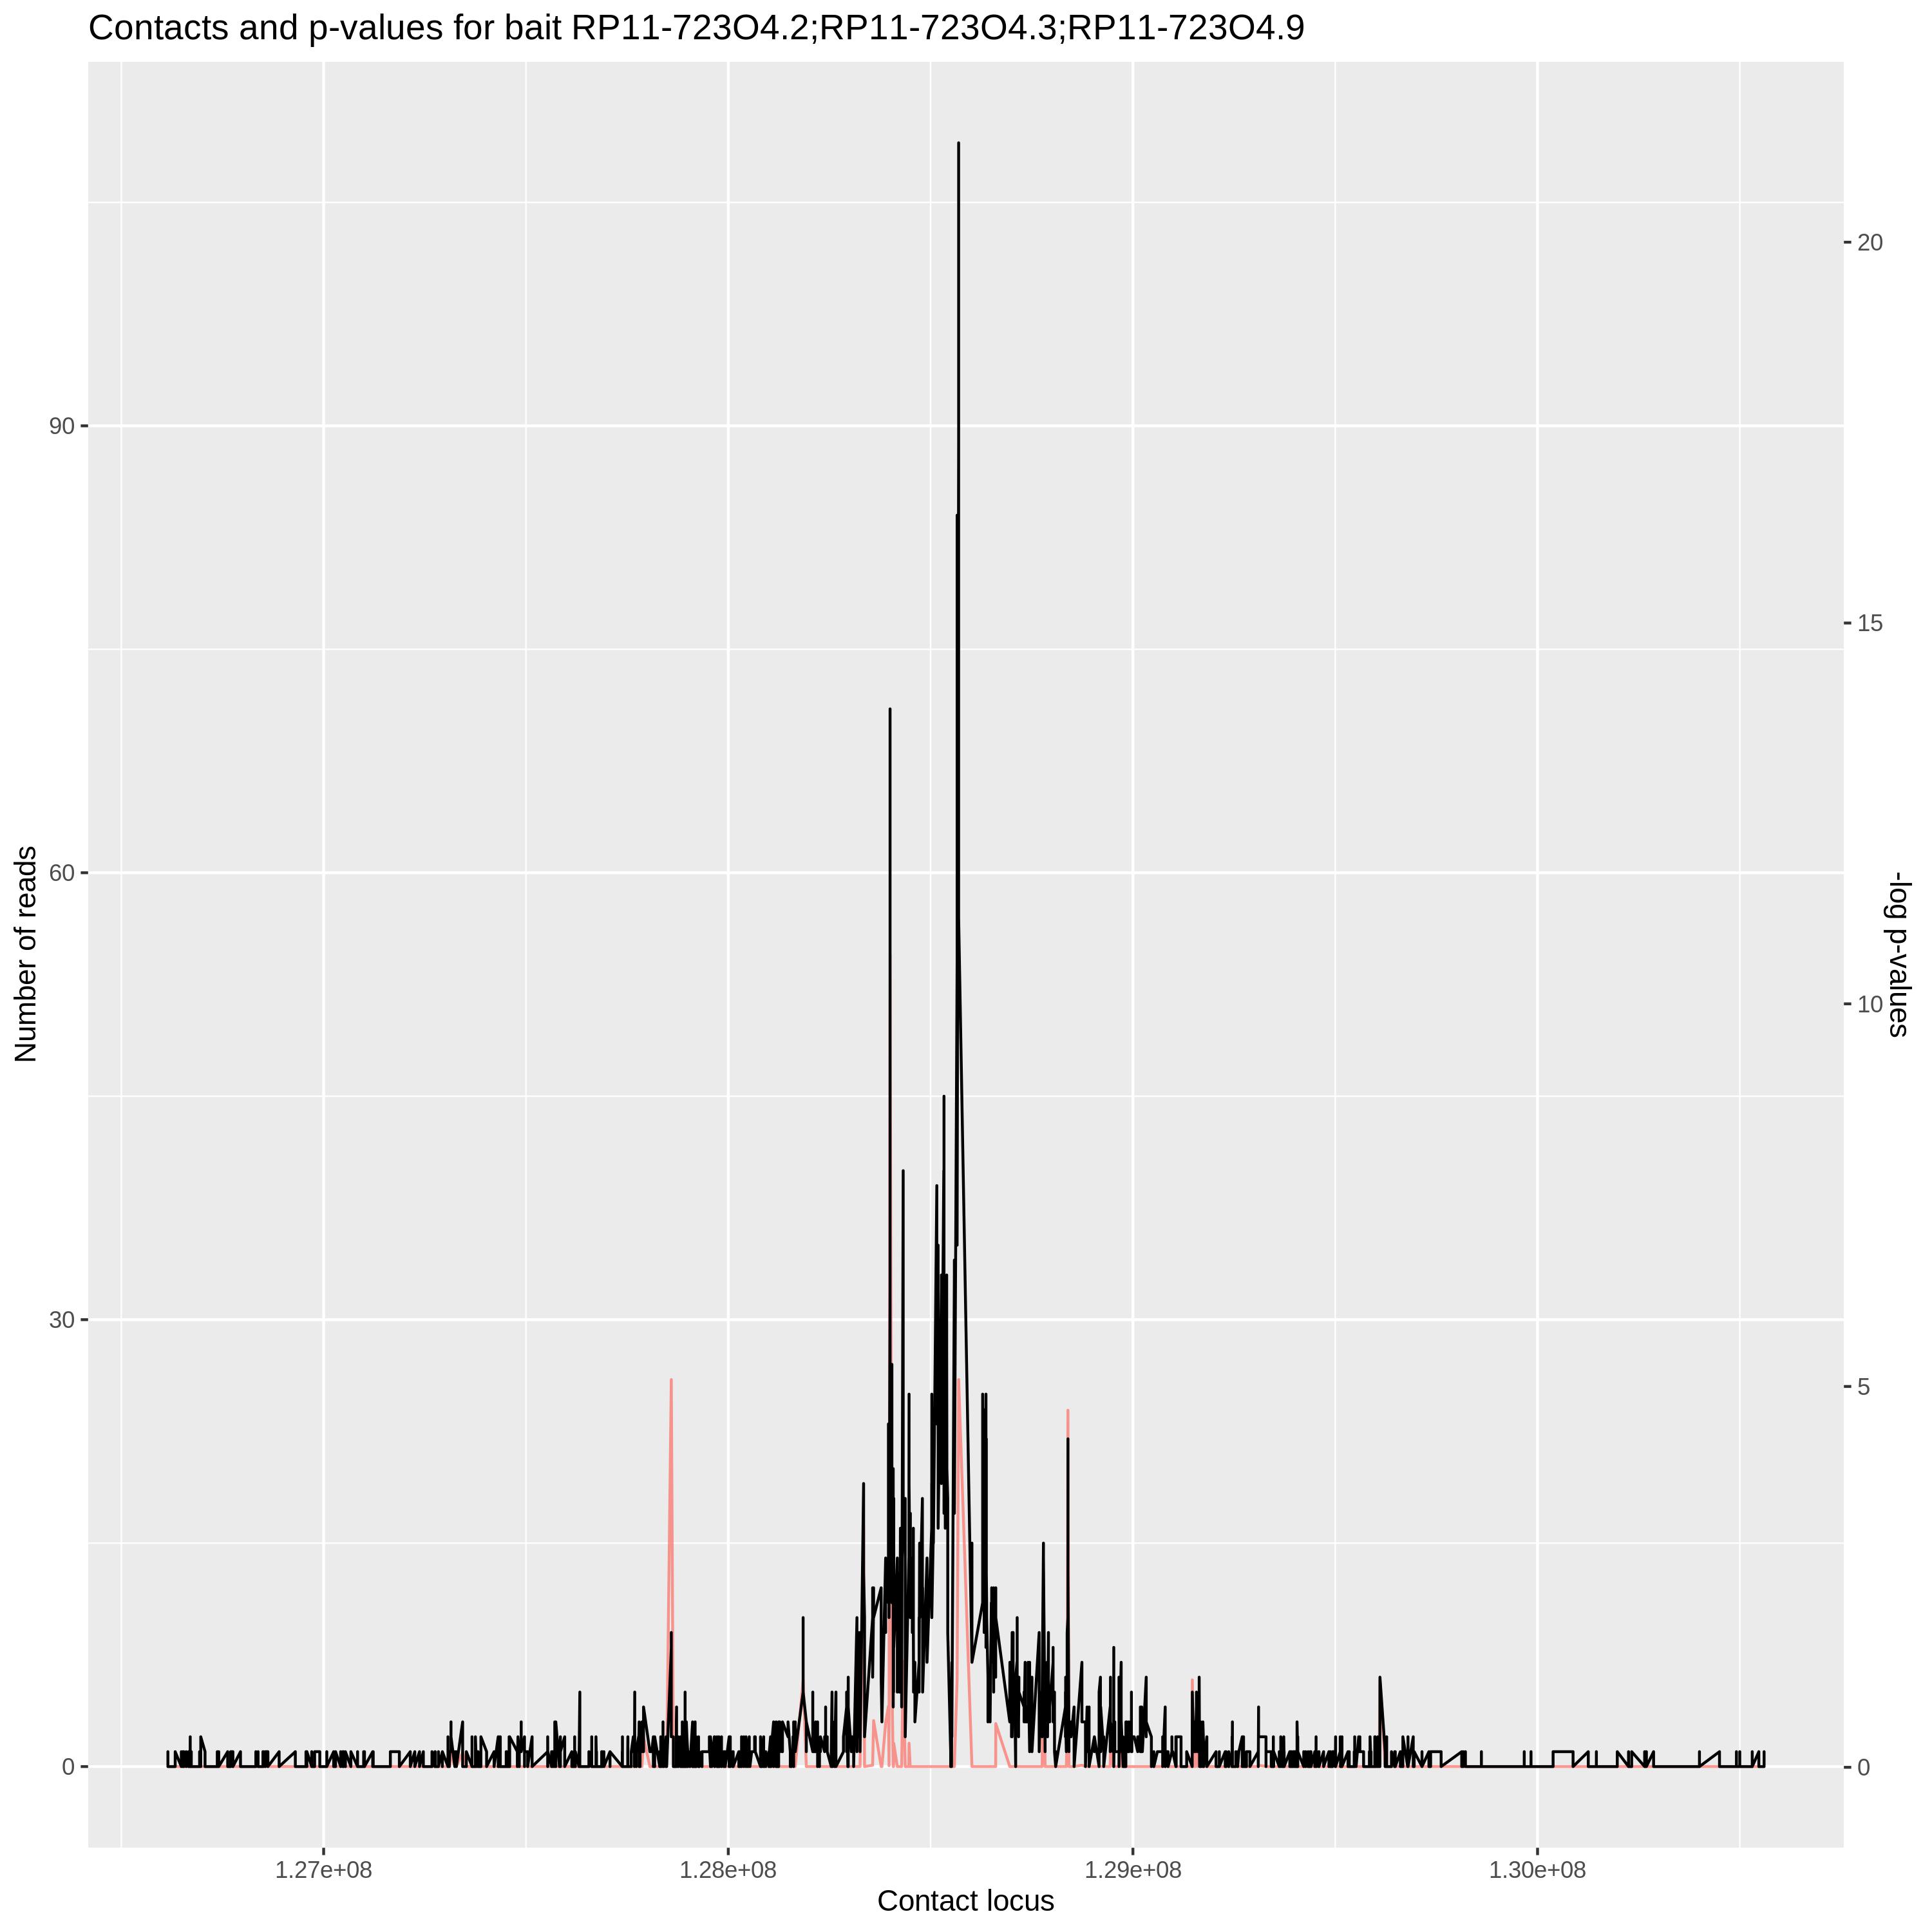 Contacts and p-values for bait RP11-723O4.2;RP11-723O4.3;RP11-723O4.9
Number of reads
90
60
30
0
20
15
10
5
0
-log p-values
1.27e+08 1.28e+08 1.29e+08 1.30e+08
Contact locus